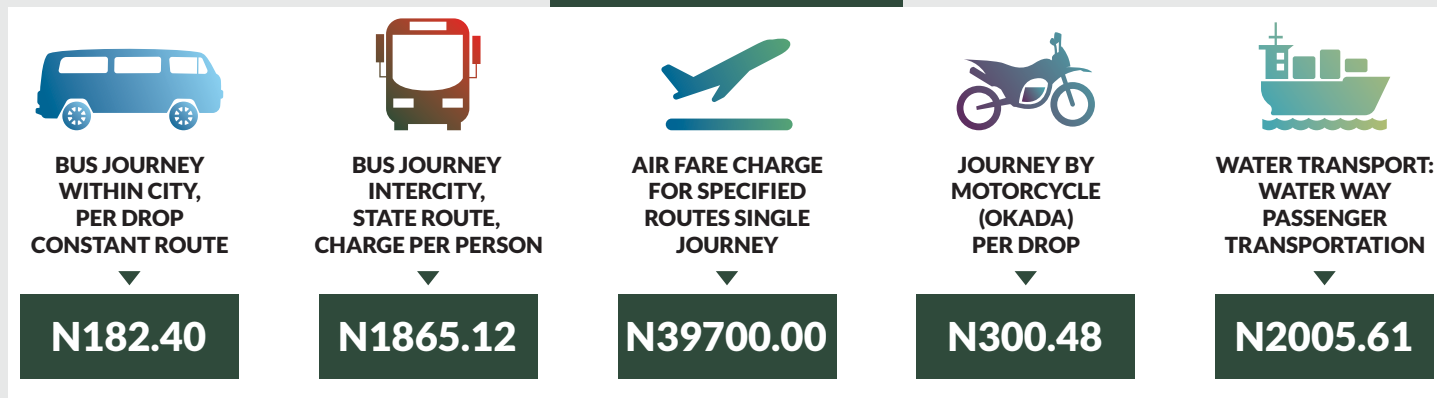 BUS JOURNEY
WITHIN CITY,
PER DROP
CONSTANT ROUTE
N182.40
BUS JOURNEY
INTERCITY,
STATE ROUTE,
CHARGE PER PERSON
N1865.12
AIR FARE CHARGE
FOR SPECIFIED
ROUTES SINGLE
JOURNEY
N39700.00
JOURNEY BY
MOTORCYCLE
(OKADA)
PER DROP
N300.48
WATER TRANSPORT:
WATER WAY
PASSENGER
TRANSPORTATION
N2005.61